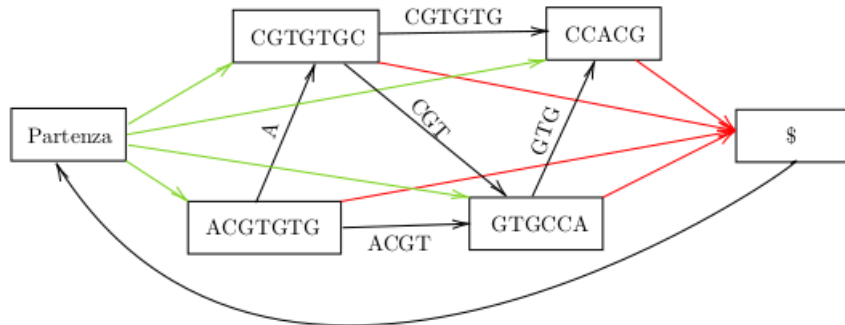 CGTGTG
CGTGTGC
CCACG
A
CGT
GTG
Partenza
$
ACGTGTG
ACGT
GTGCCA